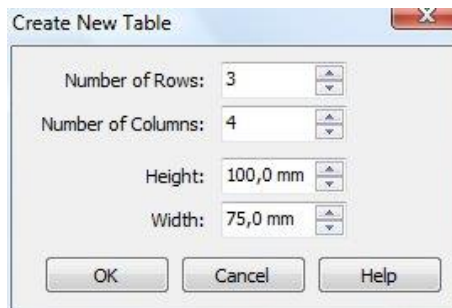 Create New Table
Number of Rows: 3
Number of Columns: 4
Height: 100,0 mm
Width: 75,0 mm
OK Cancel Help